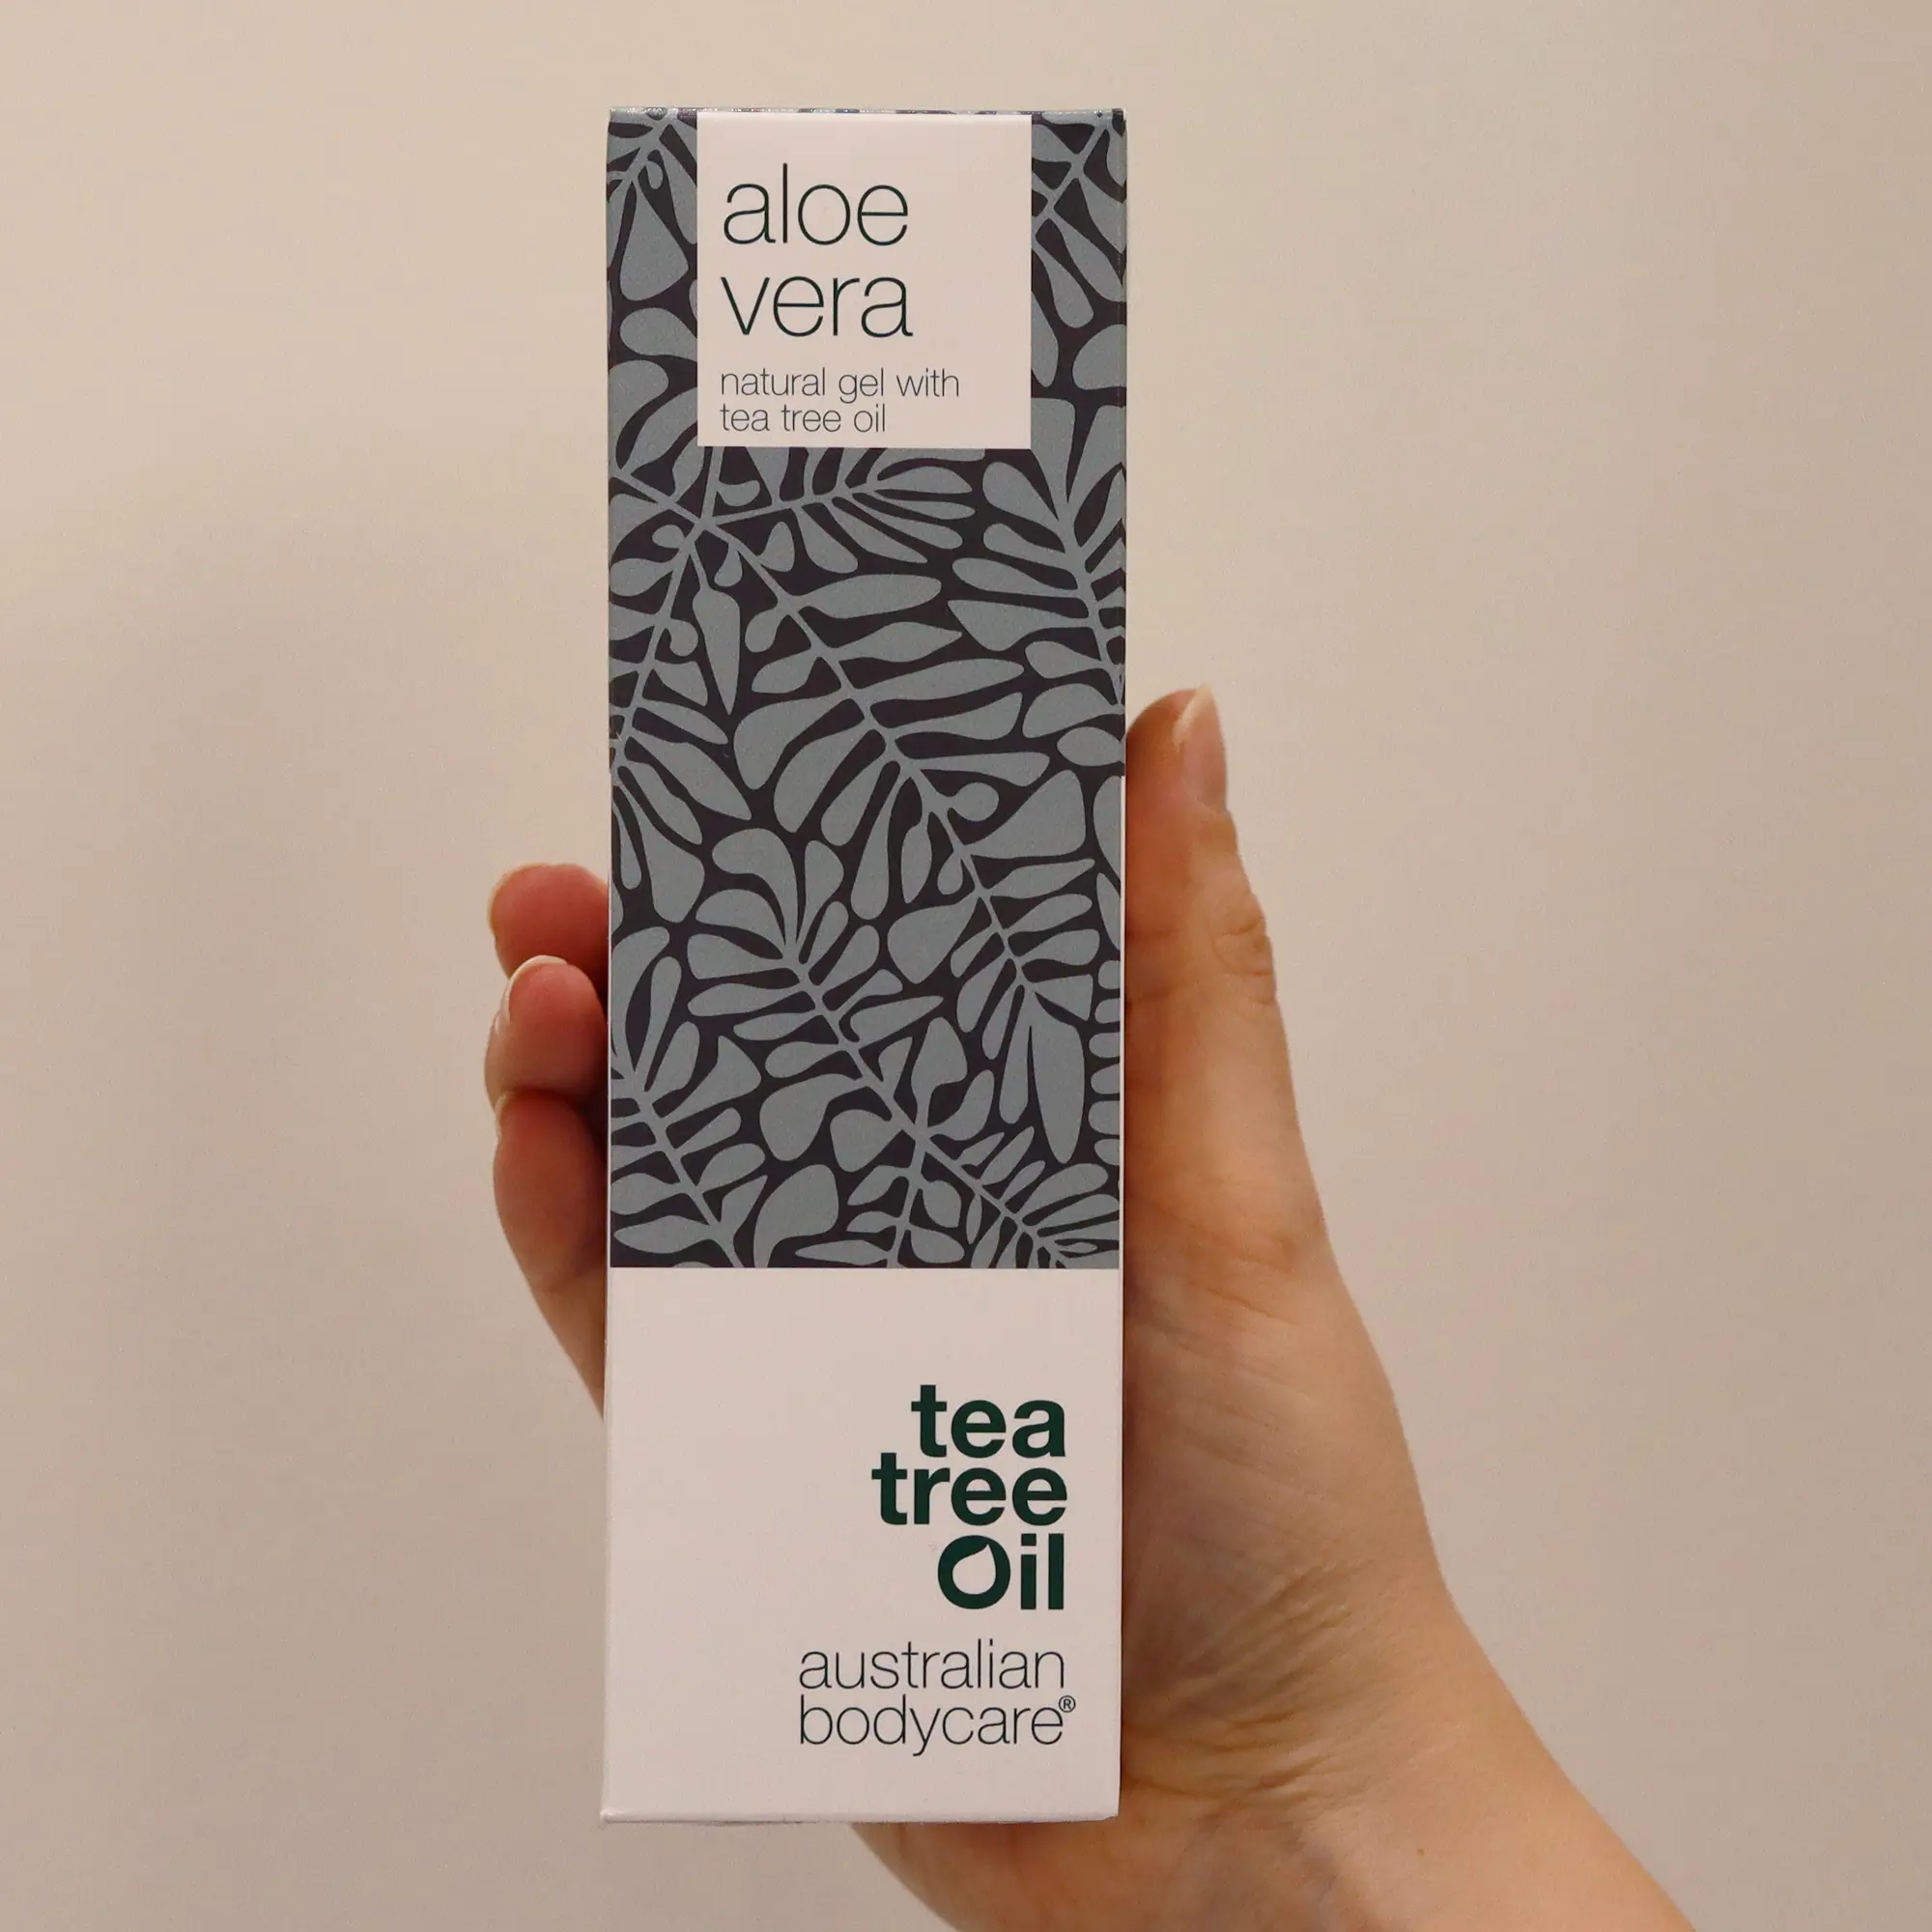 aloe
vera
natural gel with
tea tree oil
tea
tree
oil
australian
bodycare®